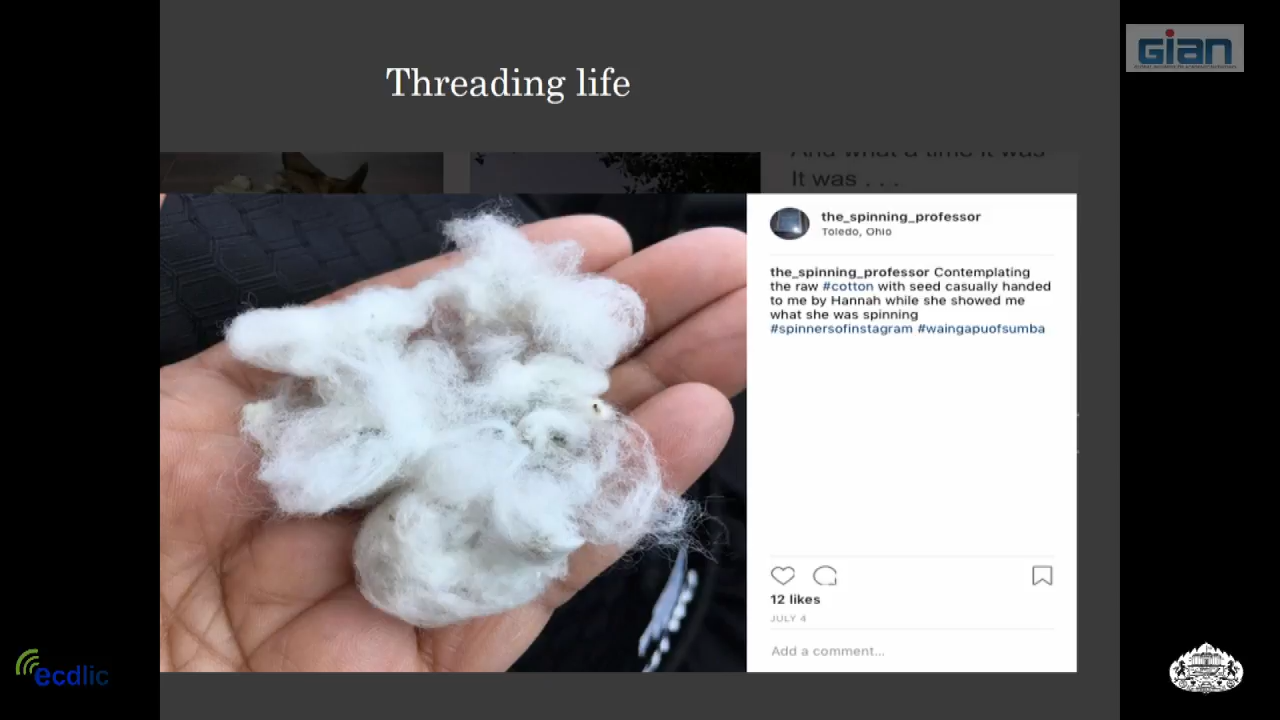 Threading life
GIAN
And what a time it was
It was . . .
the_spinning_professor
Toledo, Ohio
the_spinning_professor Contemplating
the raw #cotton with seed casually handed
to me by Hannah while she showed me
what she was spinning
#spinnersofinstagram #waingapuofsumba
12 likes
JULY 4
Add a comment...
ecdlic